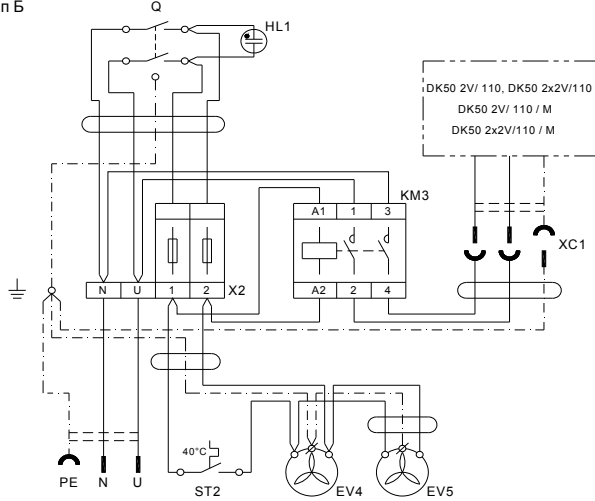 п Б
Q
HL1
DK50 2V/ 110, DK50 2x2V/110
DK50 2V/ 110 / M
DK50 2x2V/110 / M
KM3
A1 1 3
XC1
N U 1 2 X2
A2 2 4
40°C
PE N U
ST2
EV4
EV5